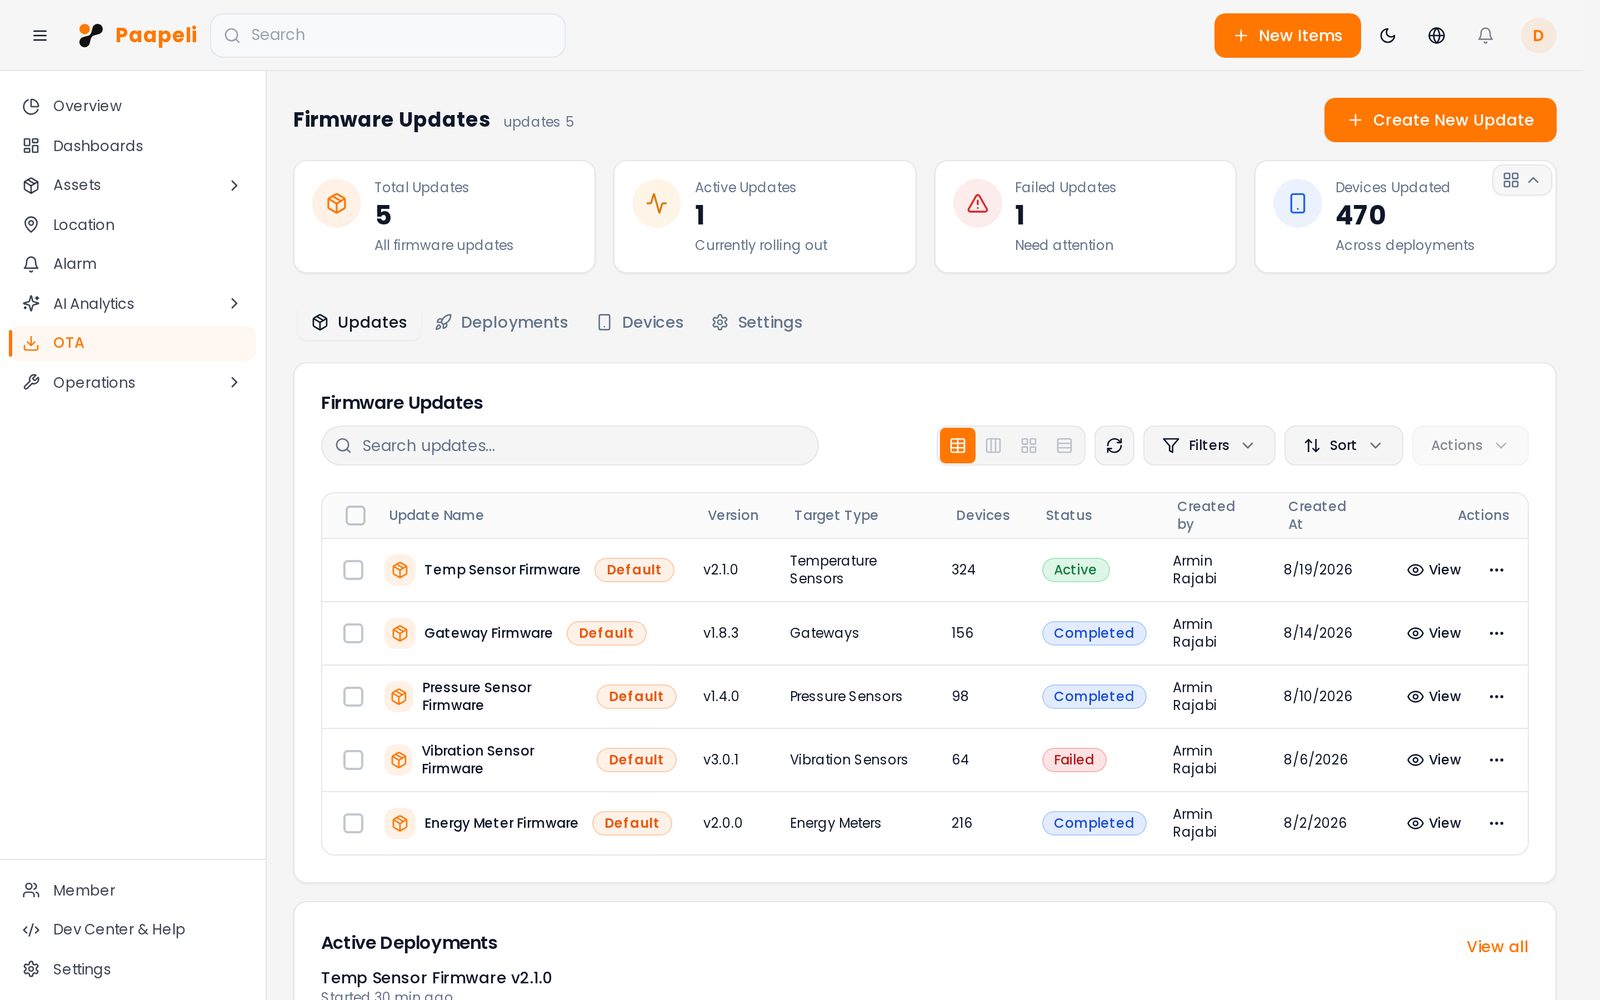 Paapeli
Search
New Items
D
Overview
Dashboards
Assets
Location
Alarm
AI Analytics
OTA
Operations
Member
Dev Center & Help
Settings
Firmware Updates updates 5
Create New Update
Total Updates
5
All firmware updates
Active Updates
1
Currently rolling out
Failed Updates
1
Need attention
Devices Updated
470
Across deployments
Updates Deployments Devices Settings
Firmware Updates
Search updates...
Filters Sort Actions
Update Name Version Target Type Devices Status Created by Created At Actions
Temp Sensor Firmware Default v2.1.0 Temperature Sensors 324 Active Armin Rajabi 8/19/2026 View
Gateway Firmware Default v1.8.3 Gateways 156 Completed Armin Rajabi 8/14/2026 View
Pressure Sensor Firmware Default v1.4.0 Pressure Sensors 98 Completed Armin Rajabi 8/10/2026 View
Vibration Sensor Firmware Default v3.0.1 Vibration Sensors 64 Failed Armin Rajabi 8/6/2026 View
Energy Meter Firmware Default v2.0.0 Energy Meters 216 Completed Armin Rajabi 8/2/2026 View
Active Deployments
View all
Temp Sensor Firmware v2.1.0
Started 30 min ago